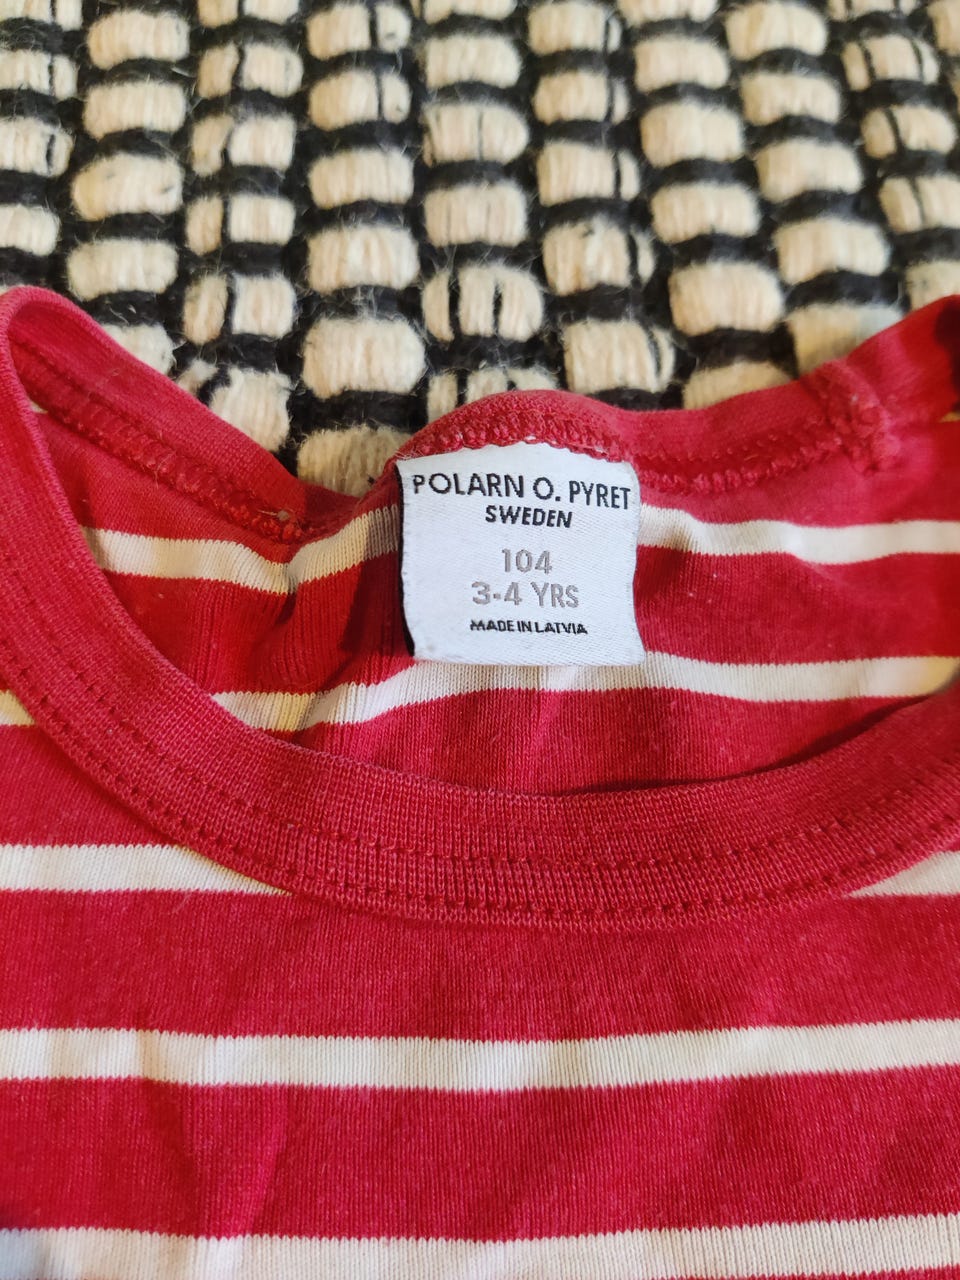 POLARN O. PYRET
SWEDEN
104
3-4 YRS
MADE IN LATVIA